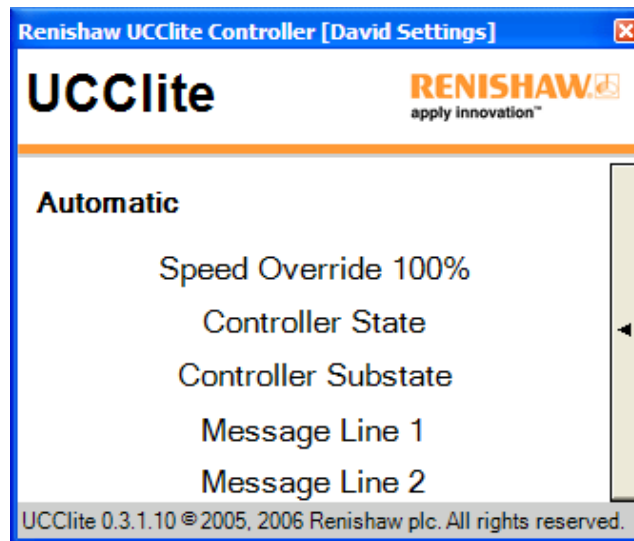 Renishaw UCClite Controller [David Settings]
UCClite
RENISHAW
apply innovation™
Automatic
Speed Override 100%
Controller State
Controller Substate
Message Line 1
Message Line 2
UCClite 0.3.1.10 © 2005, 2006 Renishaw plc. All rights reserved.